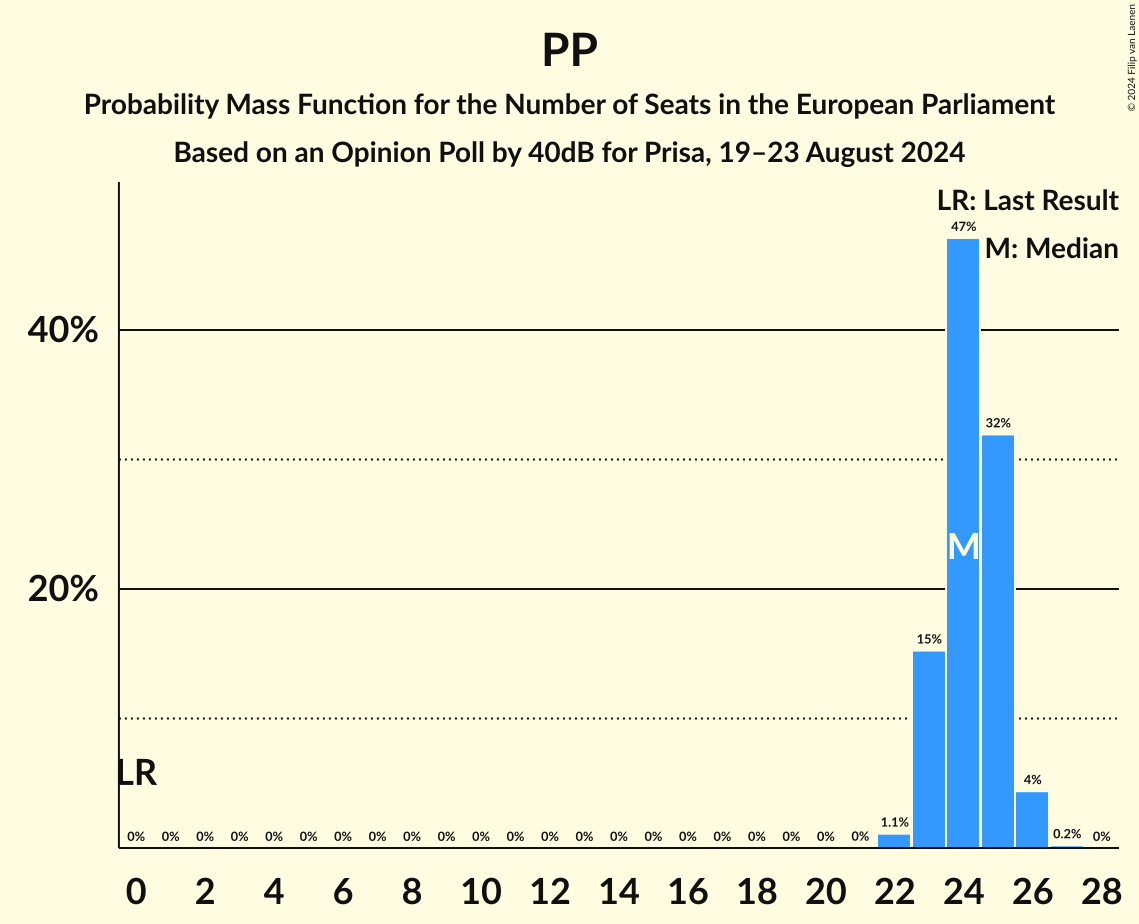 PP
Probability Mass Function for the Number of Seats in the European Parliament
Based on an Opinion Poll by 40dB for Prisa, 19–23 August 2024
© 2024 Filip van Laenen
LR: Last Result
M: Median
47%
40%
32%
M
20%
15%
LR
4%
1.1%
0.2%
0% 0% 0% 0% 0% 0% 0% 0% 0% 0% 0% 0% 0% 0% 0% 0% 0% 0% 0% 0% 0% 0% 0%
0 2 4 6 8 10 12 14 16 18 20 22 24 26 28